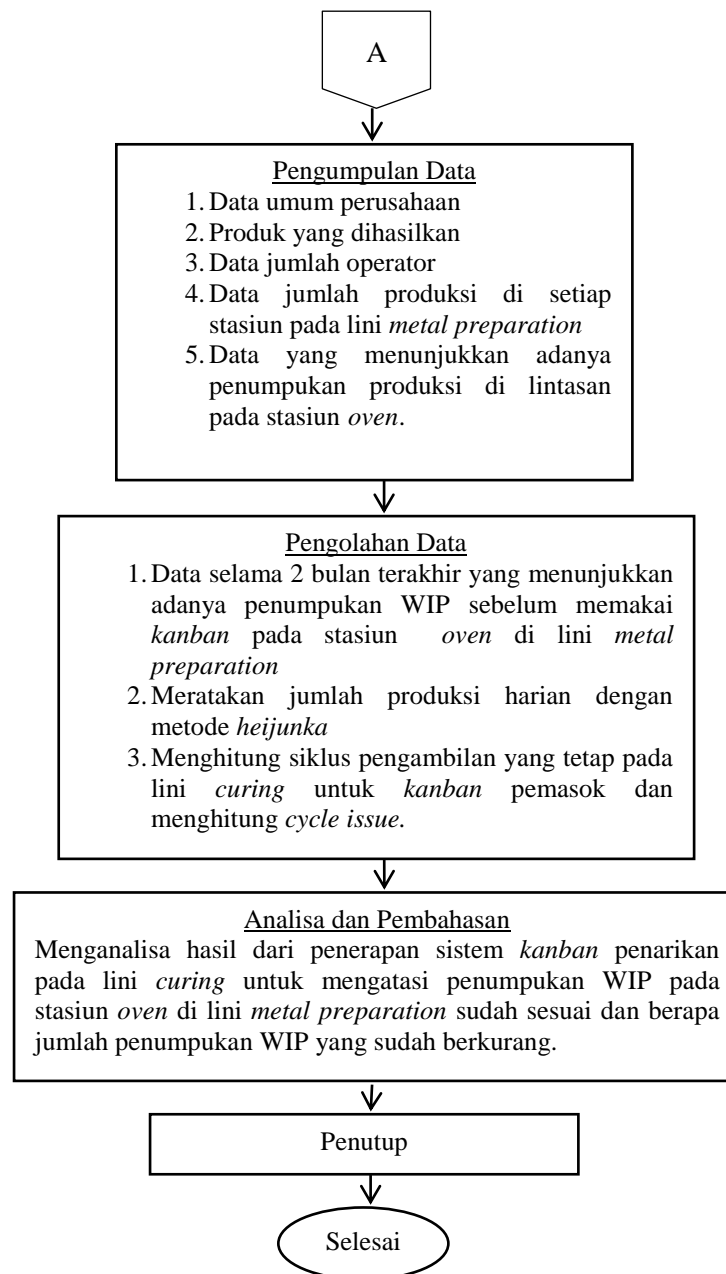 A
Pengumpulan Data
1. Data umum perusahaan
2. Produk yang dihasilkan
3. Data jumlah operator
4. Data jumlah produksi di setiap
stasiun pada lini metal preparation
5. Data yang menunjukkan adanya
penumpukan produksi di lintasan
pada stasiun oven.
Pengolahan Data
1. Data selama 2 bulan terakhir yang menunjukkan
adanya penumpukan WIP sebelum memakai
kanban pada stasiun oven di lini metal
preparation
2. Meratakan jumlah produksi harian dengan
metode heijunka
3. Menghitung siklus pengambilan yang tetap pada
lini curing untuk kanban pemasok dan
menghitung cycle issue.
Analisa dan Pembahasan
Menganalisa hasil dari penerapan sistem kanban penarikan
pada lini curing untuk mengatasi penumpukan WIP pada
stasiun oven di lini metal preparation sudah sesuai dan berapa
jumlah penumpukan WIP yang sudah berkurang.
Penutup
Selesai